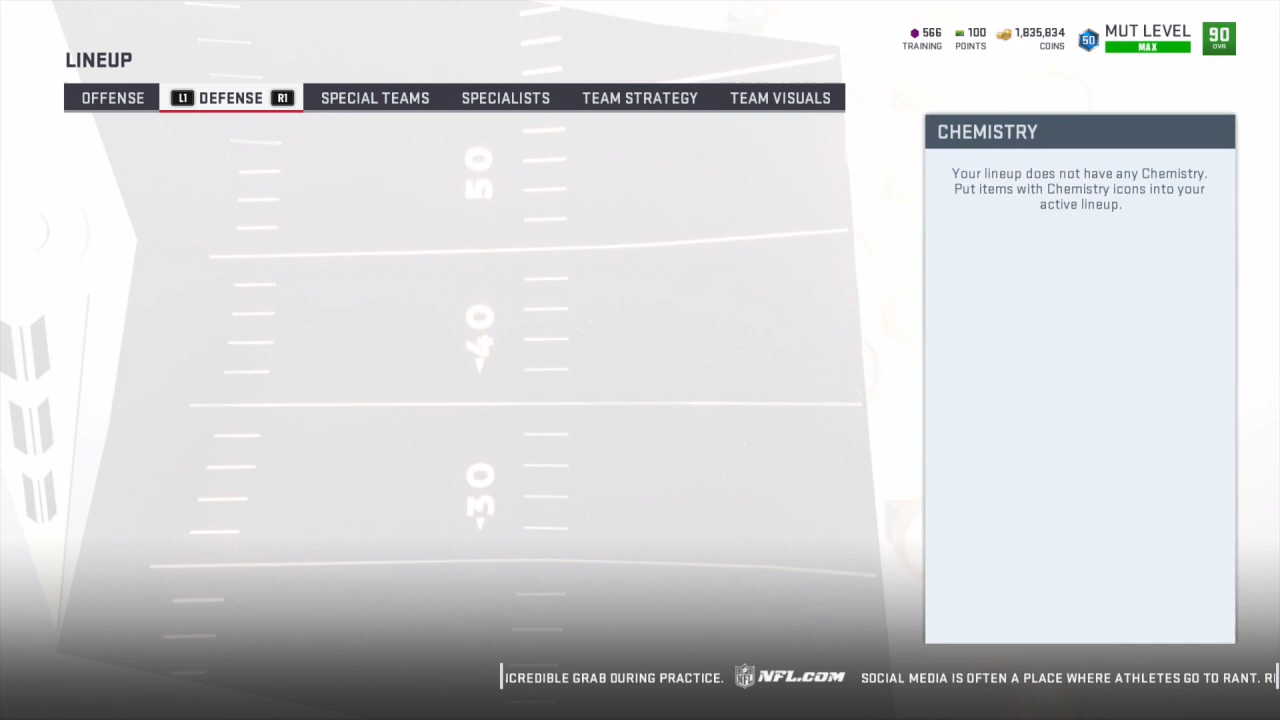 LINEUP
566 TRAINING
100 POINTS
1,835,834 COINS
50
MUT LEVEL
MAX
90 OVR
OFFENSE L1 DEFENSE R1 SPECIAL TEAMS SPECIALISTS TEAM STRATEGY TEAM VISUALS
CHEMISTRY
Your lineup does not have any Chemistry.
Put items with Chemistry icons into your
active lineup.
50
40
30
ICREDIBLE GRAB DURING PRACTICE. NFL NFL.COM SOCIAL MEDIA IS OFTEN A PLACE WHERE ATHLETES GO TO RANT.